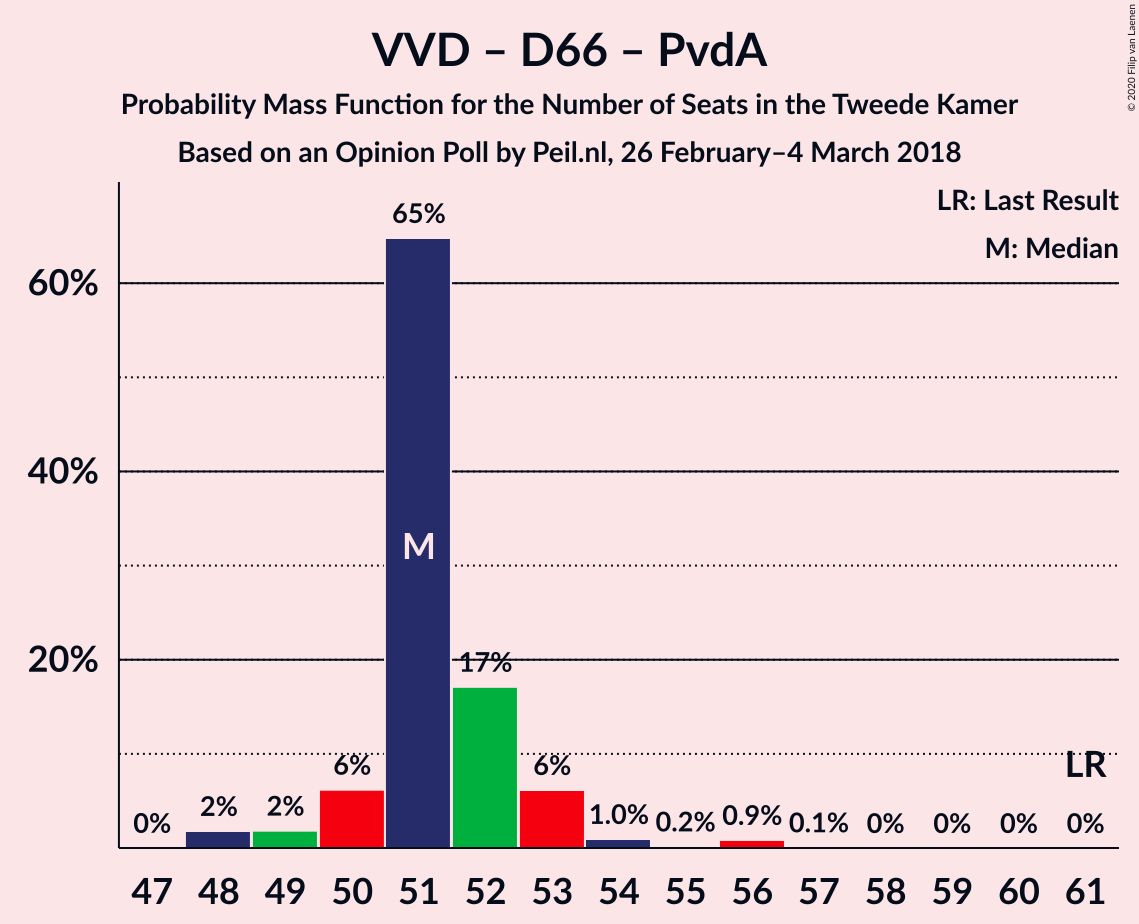 VVD – D66 – PvdA
Probability Mass Function for the Number of Seats in the Tweede Kamer
Based on an Opinion Poll by Peil.nl, 26 February–4 March 2018
© 2020 Filip van Laenen
LR: Last Result
M: Median
60%
40%
20%
0% 2% 2% 6% 65% 17% 6% 1.0% 0.2% 0.9% 0.1% 0% 0% 0% 0%
M
LR
47 48 49 50 51 52 53 54 55 56 57 58 59 60 61